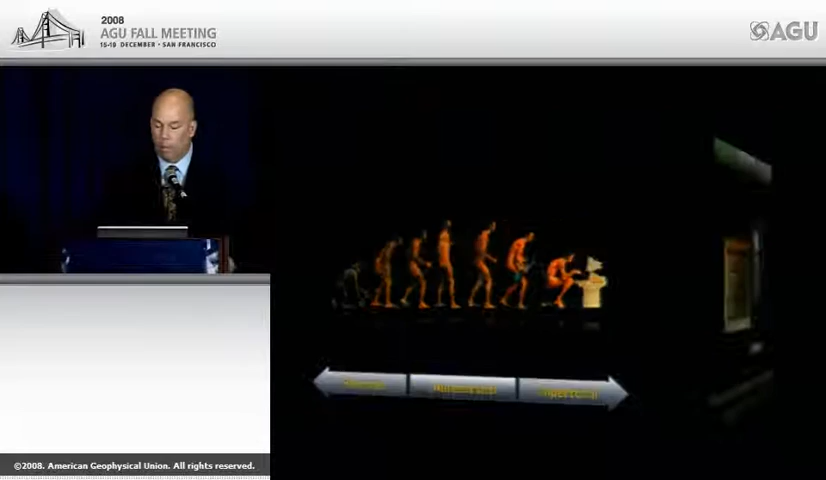 2008
AGU FALL MEETING
15-19 DECEMBER • SAN FRANCISCO
AGU
©2008. American Geophysical Union. All rights reserved.